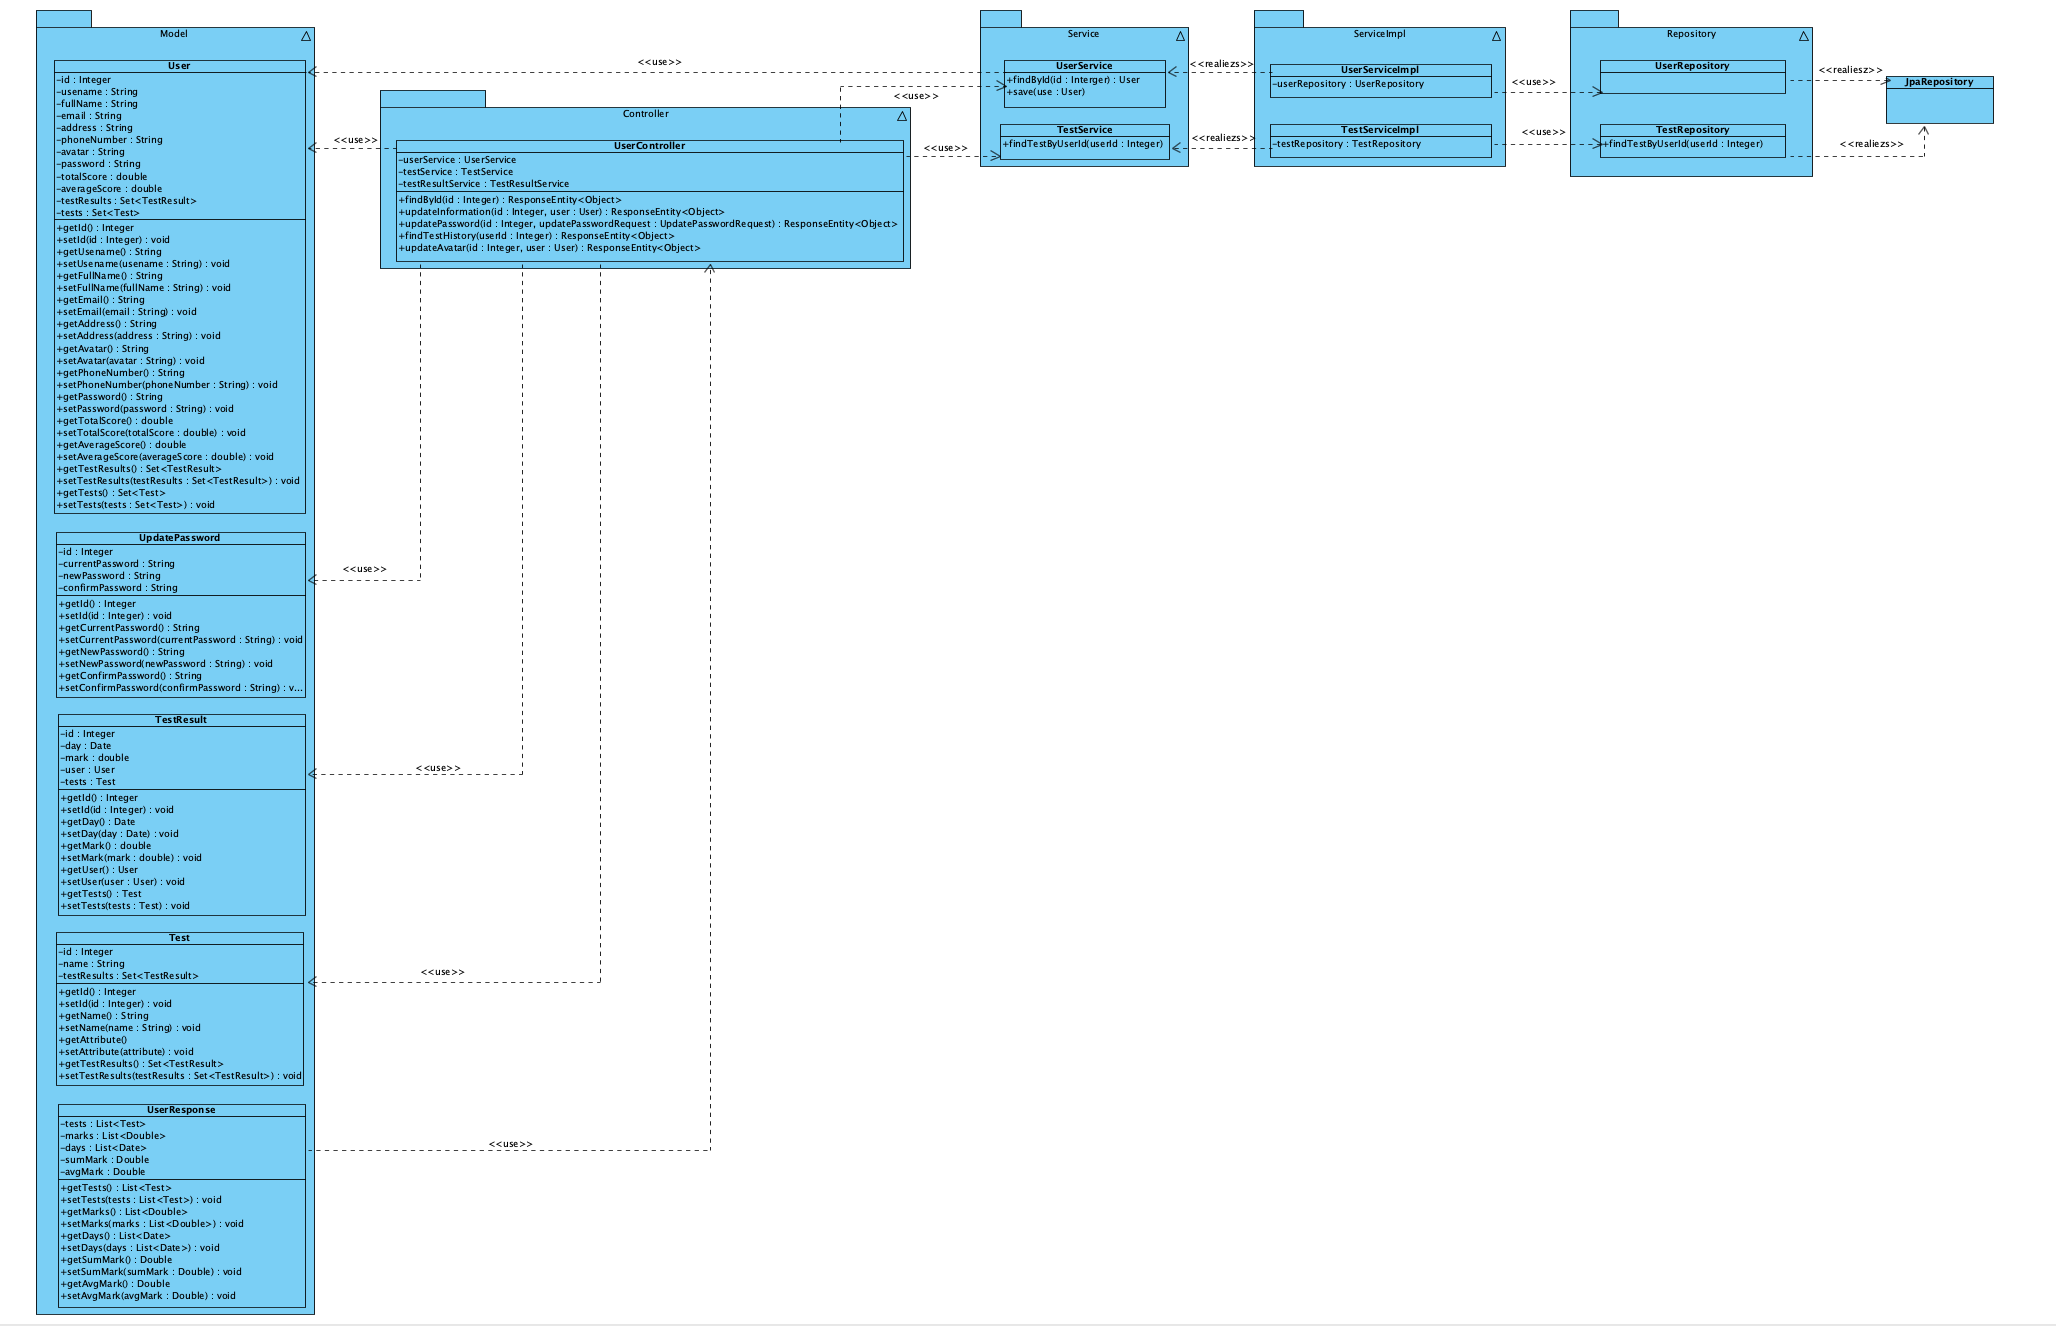 Model
User
-id : Integer
-usename : String
-fullName : String
-email : String
-address : String
-phoneNumber : String
-avatar : String
-password : String
-totalScore : double
-averageScore : double
-testResults : Set<TestResult>
-tests : Set<Test>
+getId() : Integer
+setId(id : Integer) : void
+getUsename() : String
+setUsename(usename : String) : void
+getFullName() : String
+setFullName(fullName : String) : void
+getEmail() : String
+setEmail(email : String) : void
+getAddress() : String
+setAddress(address : String) : void
+getAvatar() : String
+setAvatar(avatar : String) : void
+getPhoneNumber() : String
+setPhoneNumber(phoneNumber : String) : void
+getPassword() : String
+setPassword(password : String) : void
+getTotalScore() : double
+setTotalScore(totalScore : double) : void
+getAverageScore() : double
+setAverageScore(averageScore : double) : void
+getTestResults() : Set<TestResult>
+setTestResults(testResults : Set<TestResult>) : void
+getTests() : Set<Test>
+setTests(tests : Set<Test>) : void
UpdatePassword
-id : Integer
-currentPassword : String
-newPassword : String
-confirmPassword : String
+getId() : Integer
+setId(id : Integer) : void
+getCurrentPassword() : String
+setCurrentPassword(currentPassword : String) : void
+getNewPassword() : String
+setNewPassword(newPassword : String) : void
+getConfirmPassword() : String
+setConfirmPassword(confirmPassword : String) : v...
TestResult
-id : Integer
-day : Date
-mark : double
-user : User
-tests : Test
+getId() : Integer
+setId(id : Integer) : void
+getDay() : Date
+setDay(day : Date) : void
+getMark() : double
+setMark(mark : double) : void
+getUser() : User
+setUser(user : User) : void
+getTests() : Test
+setTests(tests : Test) : void
Test
-id : Integer
-name : String
-testResults : Set<TestResult>
+getId() : Integer
+setId(id : Integer) : void
+getName() : String
+setName(name : String) : void
+getAttribute()
+setAttribute(attribute) : void
+getTestResults() : Set<TestResult>
+setTestResults(testResults : Set<TestResult>) : void
UserResponse
-tests : List<Test>
-marks : List<Double>
-days : List<Date>
-sumMark : Double
-avgMark : Double
+getTests() : List<Test>
+setTests(tests : List<Test>) : void
+getMarks() : List<Double>
+setMarks(marks : List<Double>) : void
+getDays() : List<Date>
+setDays(days : List<Date>) : void
+getSumMark() : Double
+setSumMark(sumMark : Double) : void
+getAvgMark() : Double
+setAvgMark(avgMark : Double) : void
<<use>>
<<use>>
<<use>>
<<use>>
<<use>>
<<use>>
Controller
UserController
-userService : UserService
-testService : TestService
-testResultService : TestResultService
+findById(id : Integer) : ResponseEntity<Object>
+updateInformation(id : Integer, user : User) : ResponseEntity<Object>
+updatePassword(id : Integer, updatePasswordRequest : UpdatePasswordRequest) : ResponseEntity<Object>
+findTestHistory(userId : Integer) : ResponseEntity<Object>
+updateAvatar(id : Integer, user : User) : ResponseEntity<Object>
<<use>>
<<use>>
Service
UserService
+findById(id : Interger) : User
+save(use : User)
TestService
+findTestByUserId(userId : Integer)
<<realiezs>>
<<realiezs>>
ServiceImpl
UserServiceImpl
-userRepository : UserRepository
TestServiceImpl
-testRepository : TestRepository
<<use>>
<<use>>
Repository
UserRepository
TestRepository
+findTestByUserId(userId : Integer)
<<realiesz>>
<<realiezs>>
JpaRepository